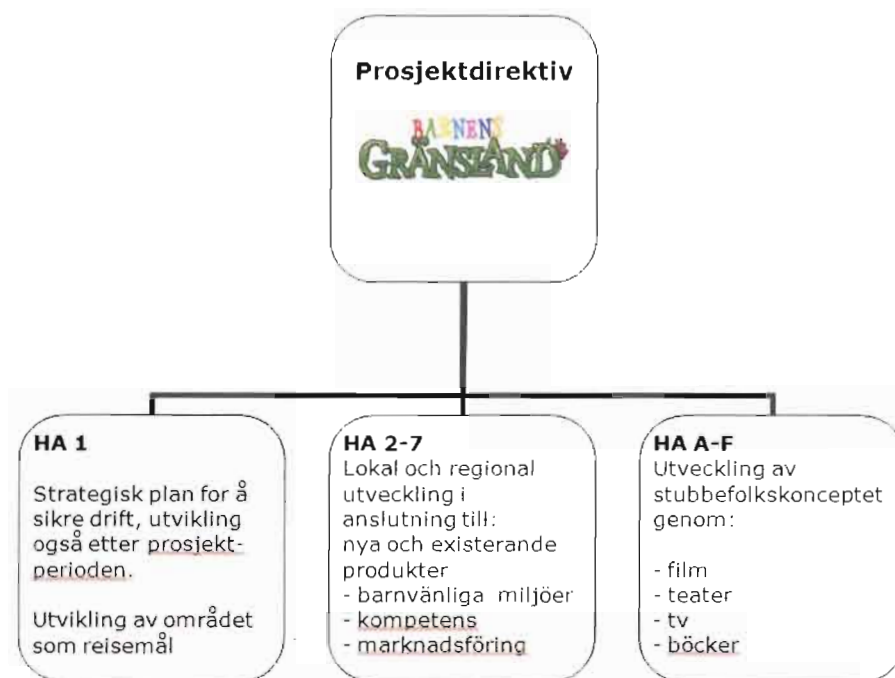 Prosjektdirektiv
BARNENS
GRÄNSLAND
HA 1
Strategisk plan for å
sikre drift, utvikling
også etter prosjekt-
perioden.
Utvikling av området
som reisemål
HA 2-7
Lokal och regional
utveckling i
anslutning till:
nya och existerande
produkter
- barnvänliga miljöer
- kompetens
- marknadsföring
HA A-F
Utveckling av
stubbefolkskonceptet
genom:
- film
- teater
- tv
- böcker